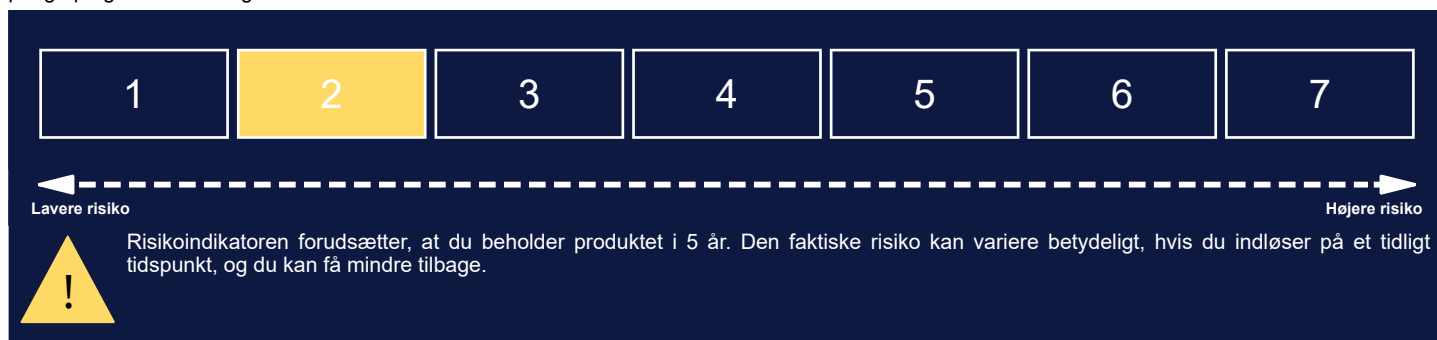 1 2 3 4 5 6 7
Lavere risiko Højere risiko
Risikoindikatoren forudsætter, at du beholder produktet i 5 år. Den faktiske risiko kan variere betydeligt, hvis du indløser på et tidligt
tidspunkt, og du kan få mindre tilbage.
!